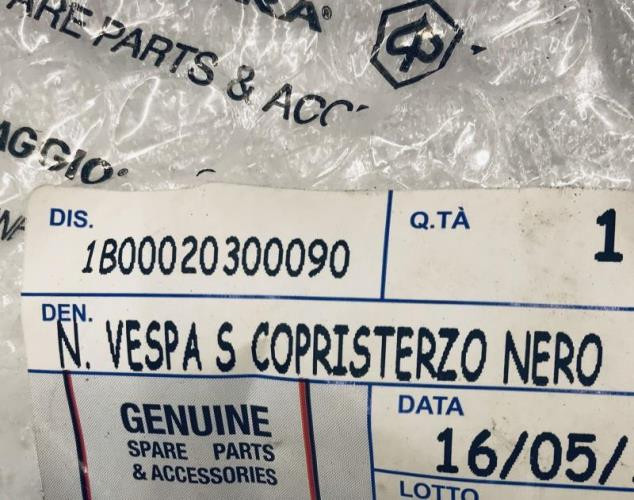 ARE PARTS & ACC
AGGIO
DIS.
1B00020300090
Q.TÀ
1
DEN.
N. VESPA S COPRISTERZO NERO
GENUINE
SPARE PARTS
& ACCESSORIES
DATA
16/05/
LOTTO